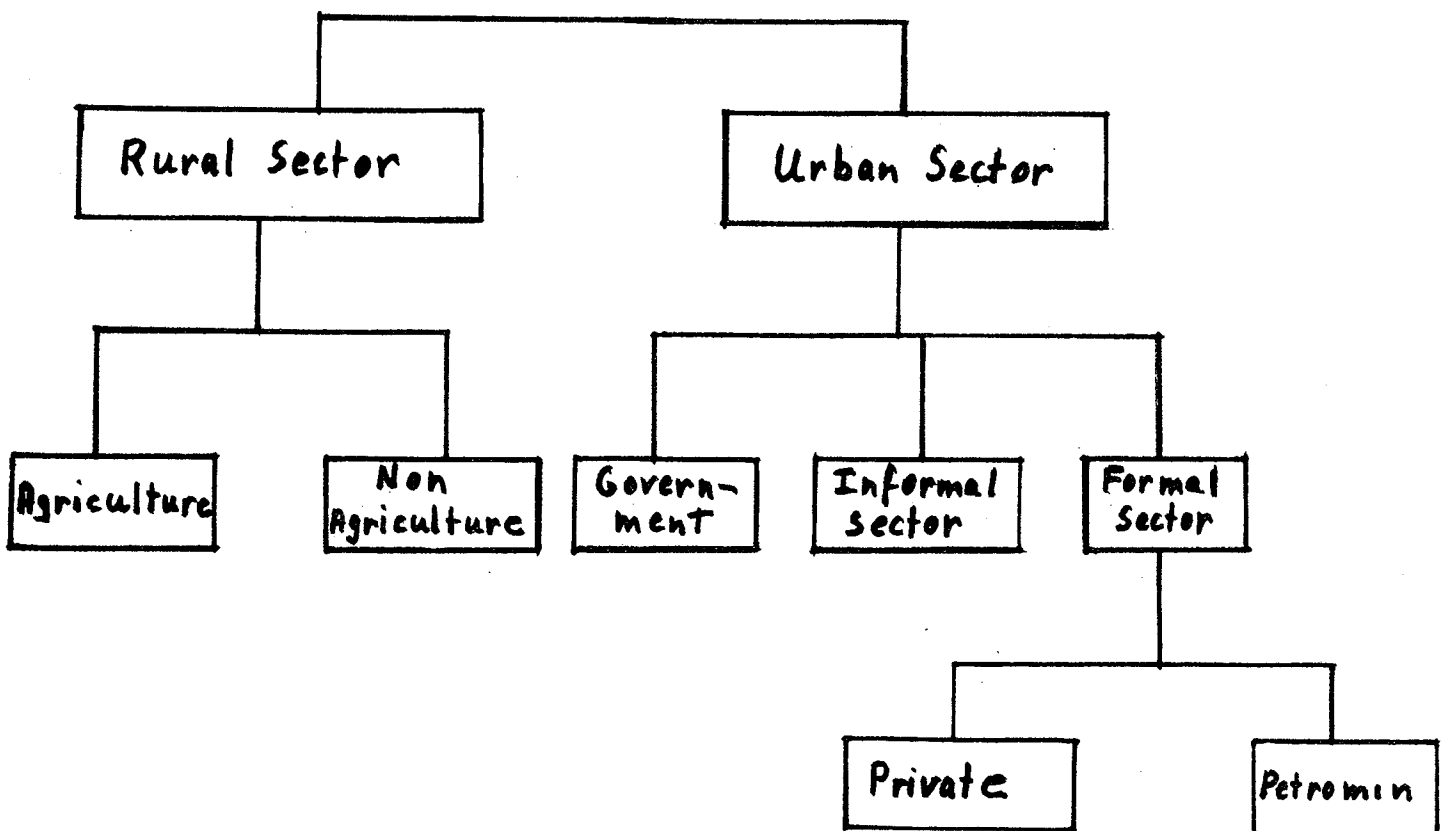 Rural Sector
Urban Sector
Agriculture
Non
Agriculture
Govern-
ment
Informal
sector
Formal
Sector
Private
Petromin